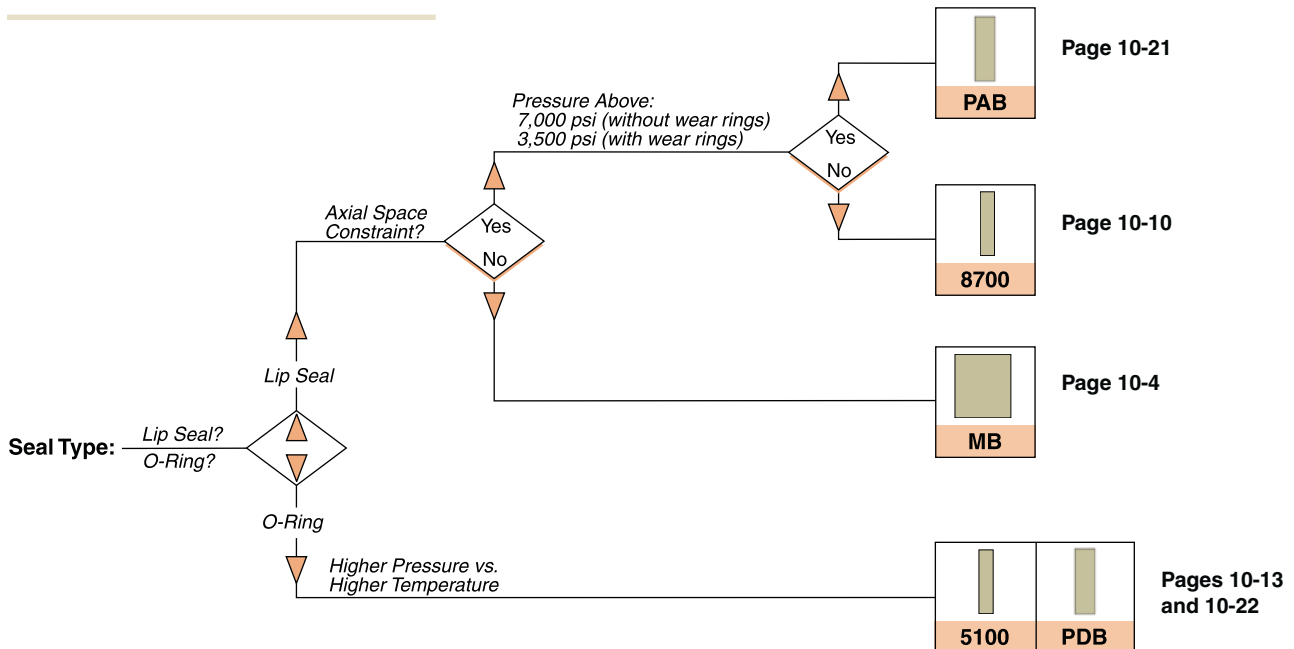 Page 10-21
PAB
Pressure Above:
7,000 psi (without wear rings)
3,500 psi (with wear rings)
Yes
No
Page 10-10
8700
Axial Space
Constraint?
Yes
No
Page 10-4
MB
Lip Seal
Seal Type:
Lip Seal?
O-Ring?
O-Ring
Higher Pressure vs.
Higher Temperature
5100
PDB
Pages 10-13
and 10-22